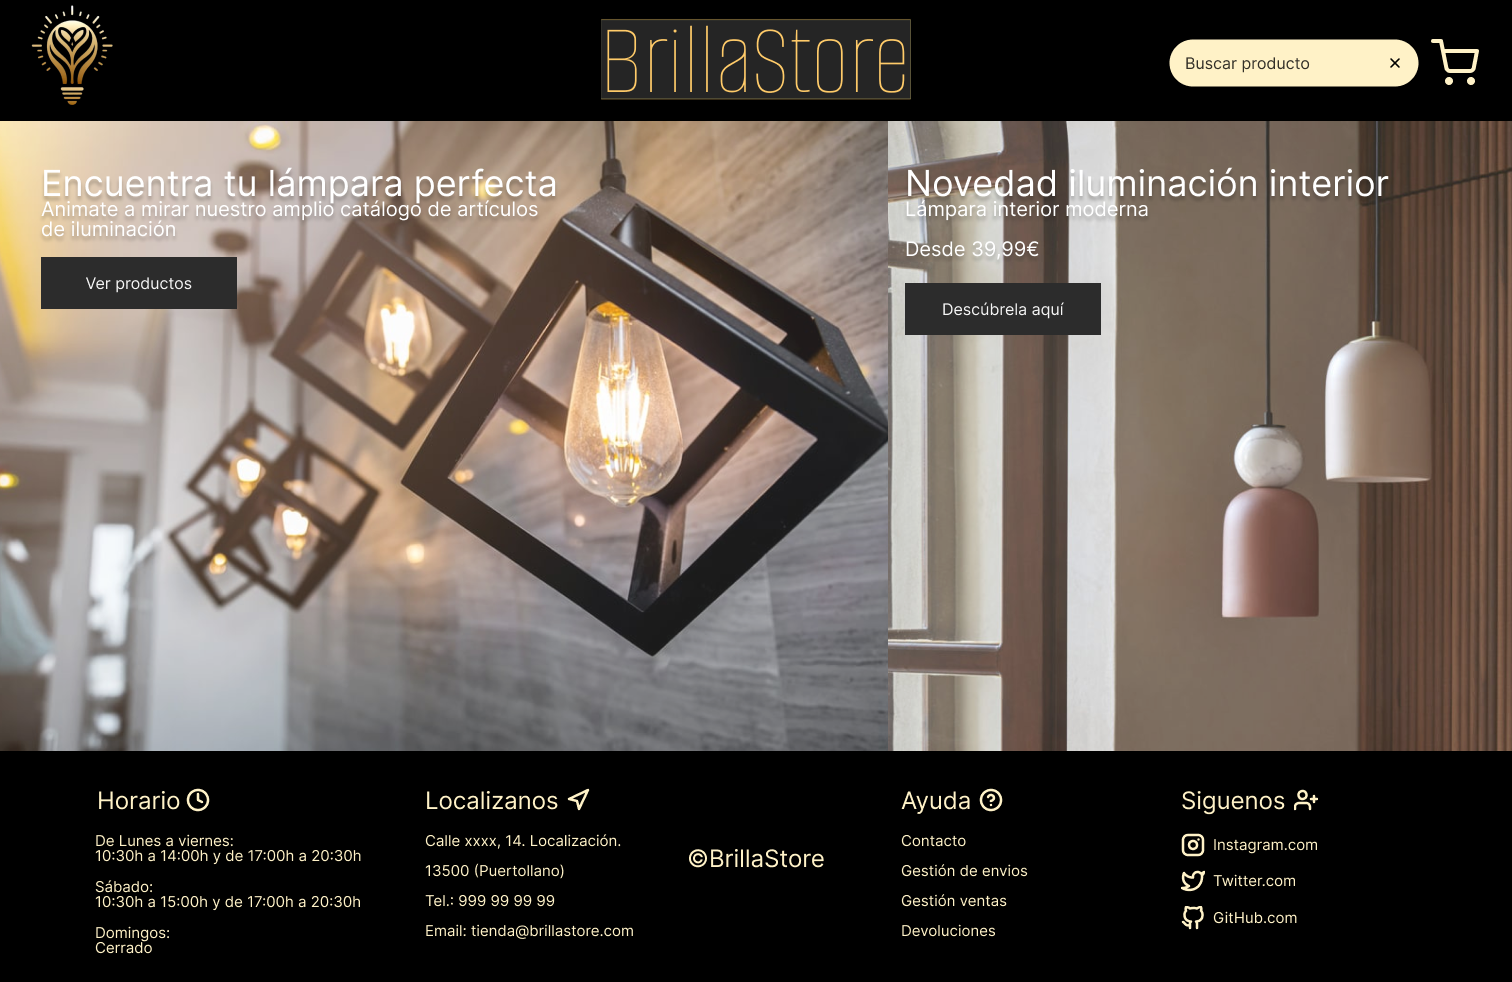 BrillaStore
Buscar producto
Encuentra tu lámpara perfecta
Animate a mirar nuestro amplio catálogo de artículos
de iluminación
Ver productos
Novedad iluminación interior
Lámpara interior moderna
Desde 39,99€
Descúbrela aquí
Horario
De Lunes a viernes:
10:30h a 14:00h y de 17:00h a 20:30h
Sábado:
10:30h a 15:00h y de 17:00h a 20:30h
Domingos:
Cerrado
Localizanos
Calle xxxx, 14. Localización.
13500 (Puertollano)
Tel.: 999 99 99 99
Email: tienda@brillastore.com
©BrillaStore
Ayuda
Contacto
Gestión de envios
Gestión ventas
Devoluciones
Siguenos
Instagram.com
Twitter.com
GitHub.com